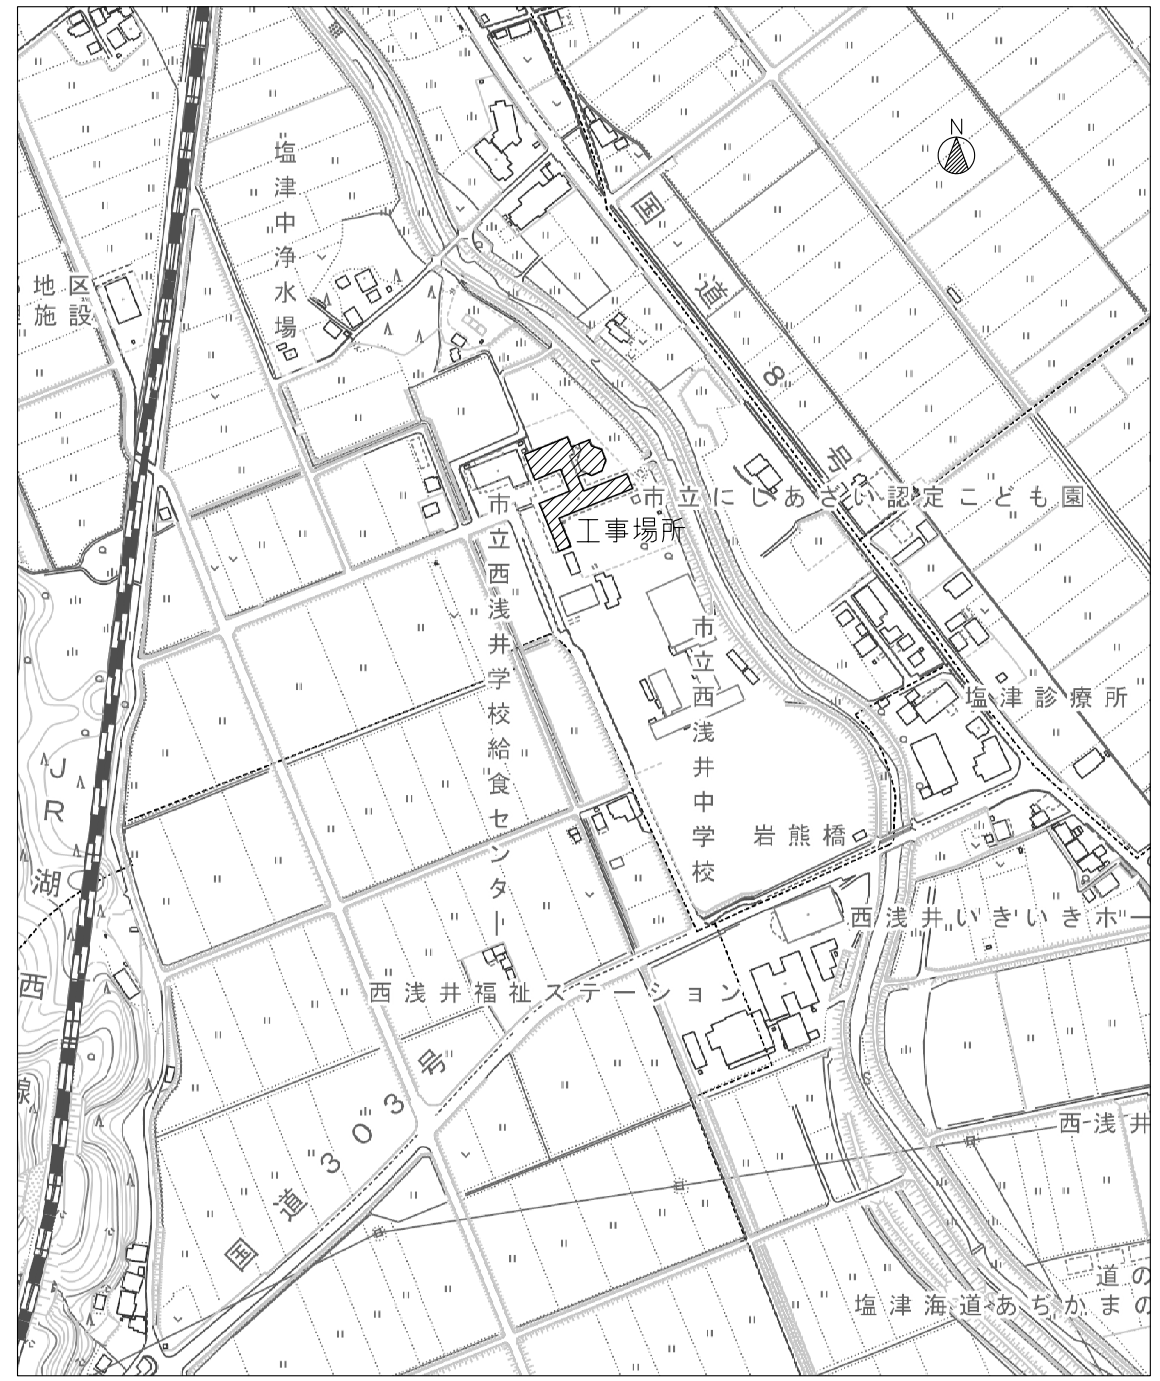 N
塩津中浄水場
地区
施設
国道8号
市立にしあざい認定こども園
工事場所
市立西浅井学校給食センター
市立西浅井中学校
塩津診療所
岩熊橋
西浅井いきいきホー
西浅井福祉ステーション
JR湖西線
国道303号
西浅井
道の
塩津海道あぢかまの